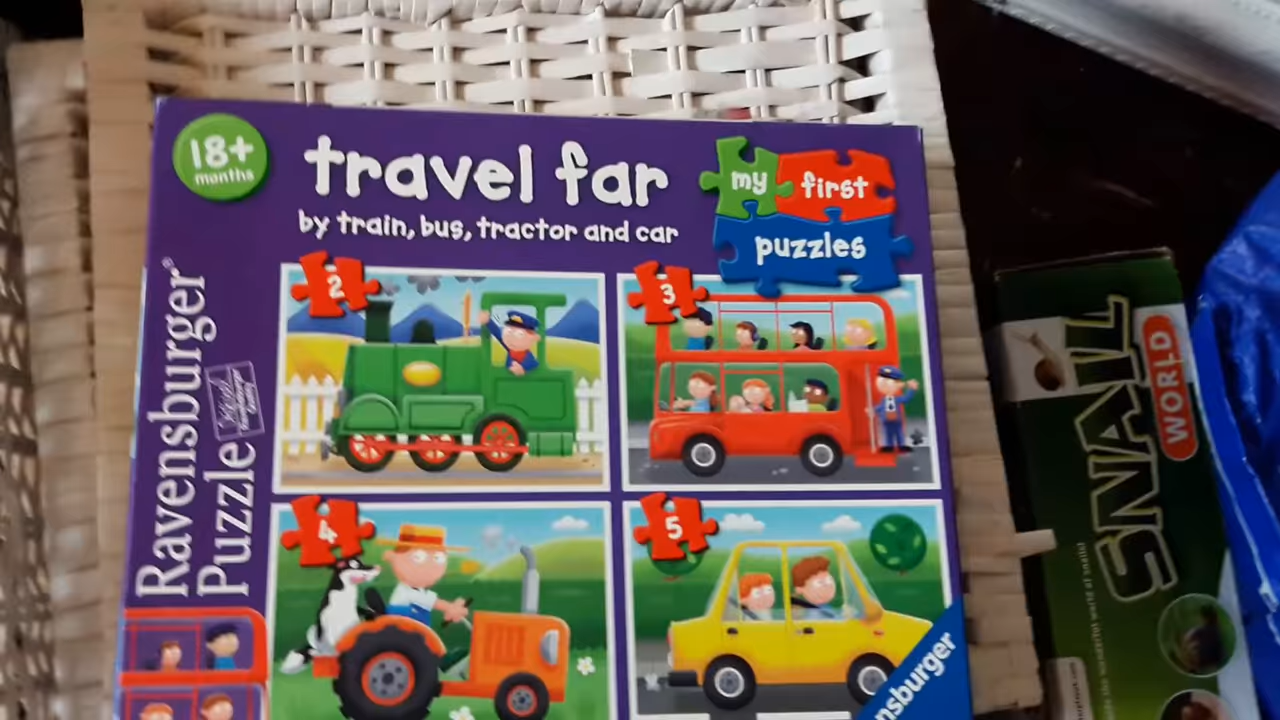 18+
months
travel far
by train, bus, tractor and car
my
first
puzzles
Ravensburger®
Puzzle
2
3
4
5
nsburger
SNAIL
WORLD